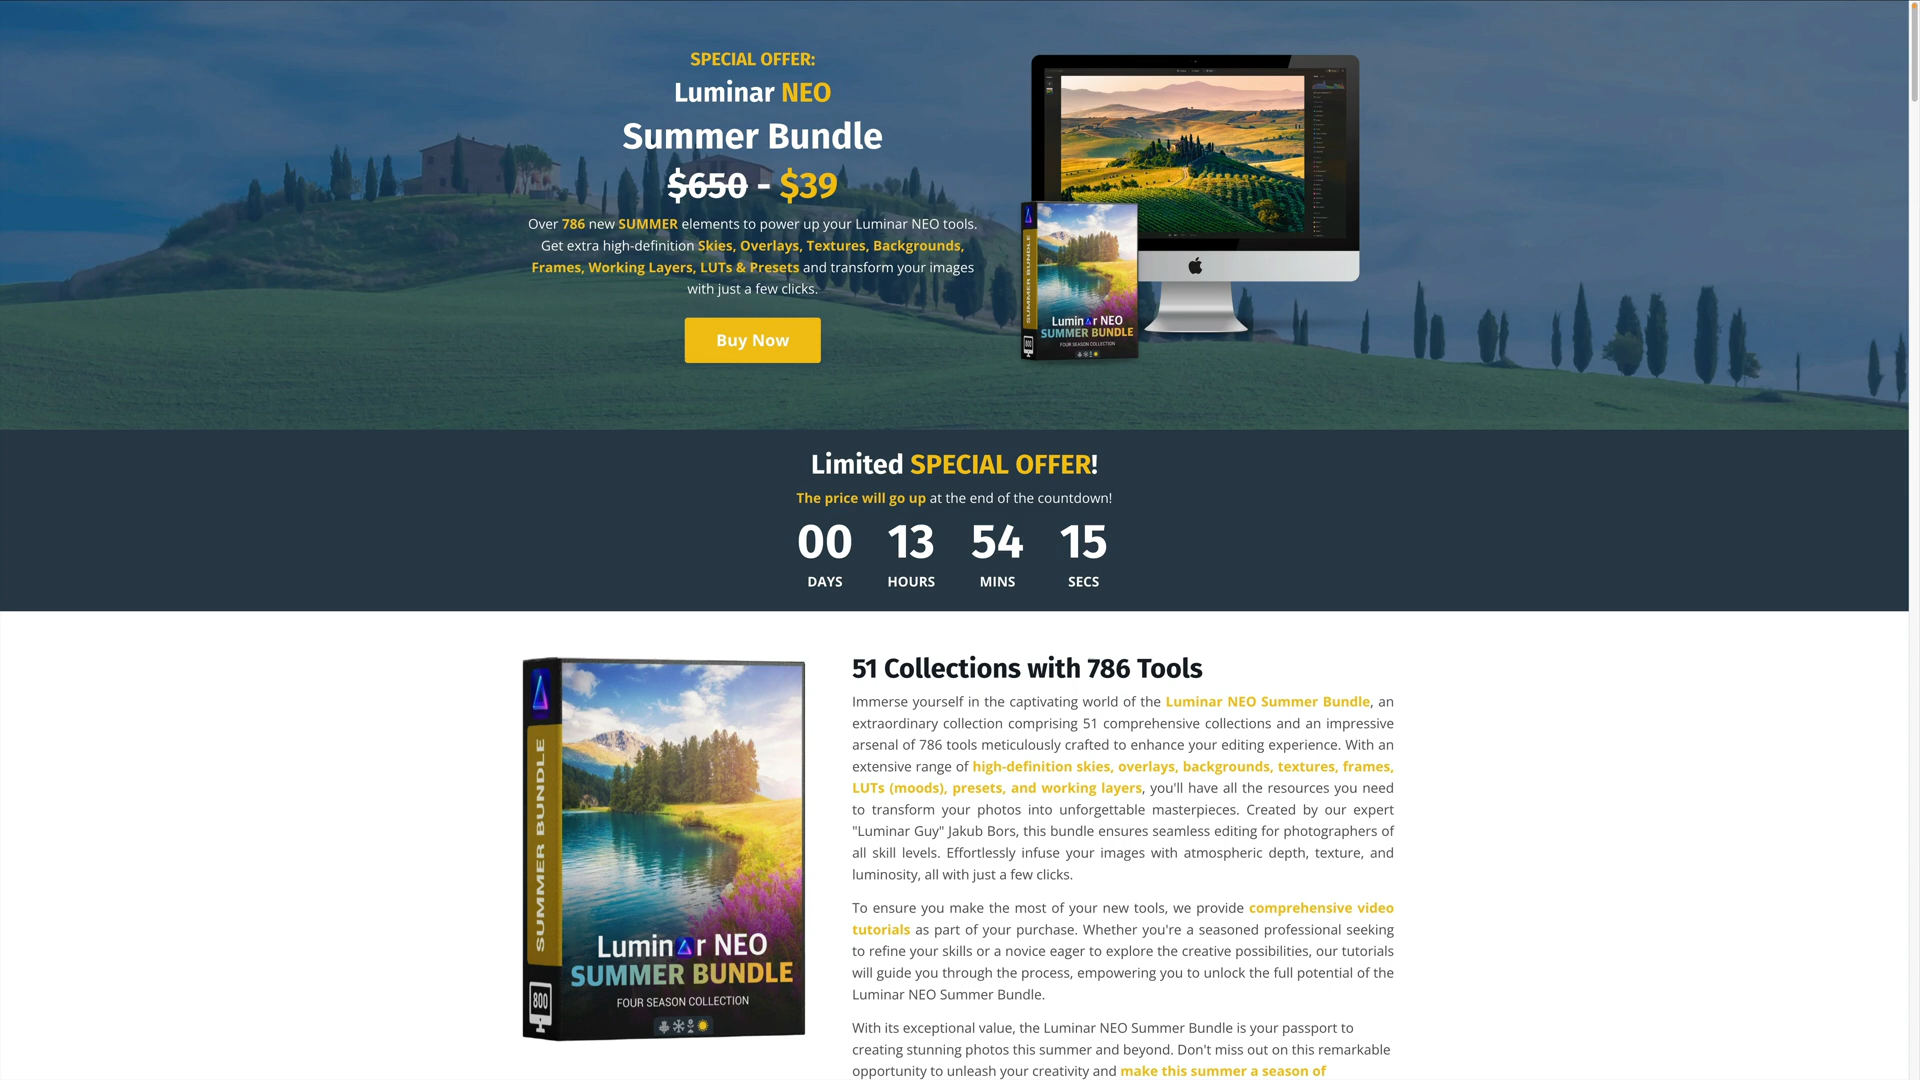 SPECIAL OFFER:
Luminar NEO
Summer Bundle
$650 - $39
Over 786 new SUMMER elements to power up your Luminar NEO tools.
Get extra high-definition Skies, Overlays, Textures, Backgrounds,
Frames, Working Layers, LUTs & Presets and transform your images
with just a few clicks.
Buy Now
SUMMER BUNDLE
Luminar NEO
SUMMER BUNDLE
FOUR SEASON COLLECTION
800
Limited SPECIAL OFFER!
The price will go up at the end of the countdown!
00 13 54 15
DAYS HOURS MINS SECS
SUMMER BUNDLE
Luminar NEO
SUMMER BUNDLE
FOUR SEASON COLLECTION
800
51 Collections with 786 Tools
Immerse yourself in the captivating world of the Luminar NEO Summer Bundle, an
extraordinary collection comprising 51 comprehensive collections and an impressive
arsenal of 786 tools meticulously crafted to enhance your editing experience. With an
extensive range of high-definition skies, overlays, backgrounds, textures, frames,
LUTs (moods), presets, and working layers, you'll have all the resources you need
to transform your photos into unforgettable masterpieces. Created by our expert
"Luminar Guy" Jakub Bors, this bundle ensures seamless editing for photographers of
all skill levels. Effortlessly infuse your images with atmospheric depth, texture, and
luminosity, all with just a few clicks.
To ensure you make the most of your new tools, we provide comprehensive video
tutorials as part of your purchase. Whether you're a seasoned professional seeking
to refine your skills or a novice eager to explore the creative possibilities, our tutorials
will guide you through the process, empowering you to unlock the full potential of the
Luminar NEO Summer Bundle.
With its exceptional value, the Luminar NEO Summer Bundle is your passport to
creating stunning photos this summer and beyond. Don't miss out on this remarkable
opportunity to unleash your creativity and make this summer a season of